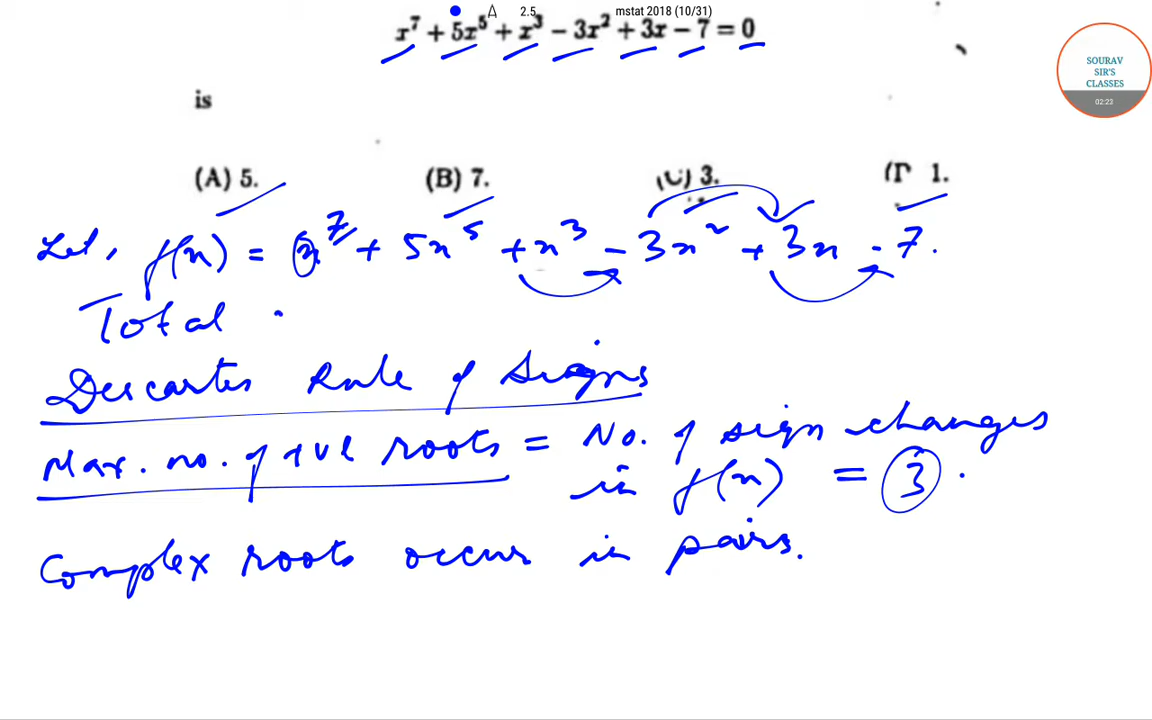 2.5 mstat 2018 (10/31)
x⁷ + 5x⁵ + x³ − 3x² + 3x − 7 = 0
SOURAV
SIR'S
CLASSES
02:23
is
(A) 5. (B) 7. (C) 3. (D 1.
Let, f(x) = x⁷ + 5x⁵ + x³ − 3x² + 3x − 7.
Total
Descartes Rule of Signs
Max. no. of +ve roots = No. of sign changes
in f(x) = 3.
Complex roots occur in pairs.